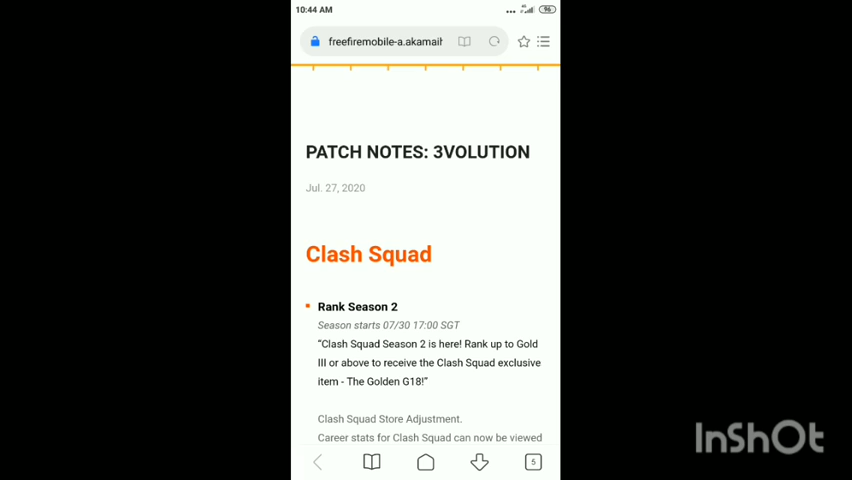 10:44 AM
96
freefiremobile-a.akamaih
PATCH NOTES: 3VOLUTION
Jul. 27, 2020
Clash Squad
Rank Season 2
Season starts 07/30 17:00 SGT
“Clash Squad Season 2 is here! Rank up to Gold
III or above to receive the Clash Squad exclusive
item - The Golden G18!”
Clash Squad Store Adjustment.
Career stats for Clash Squad can now be viewed
5
InShOt